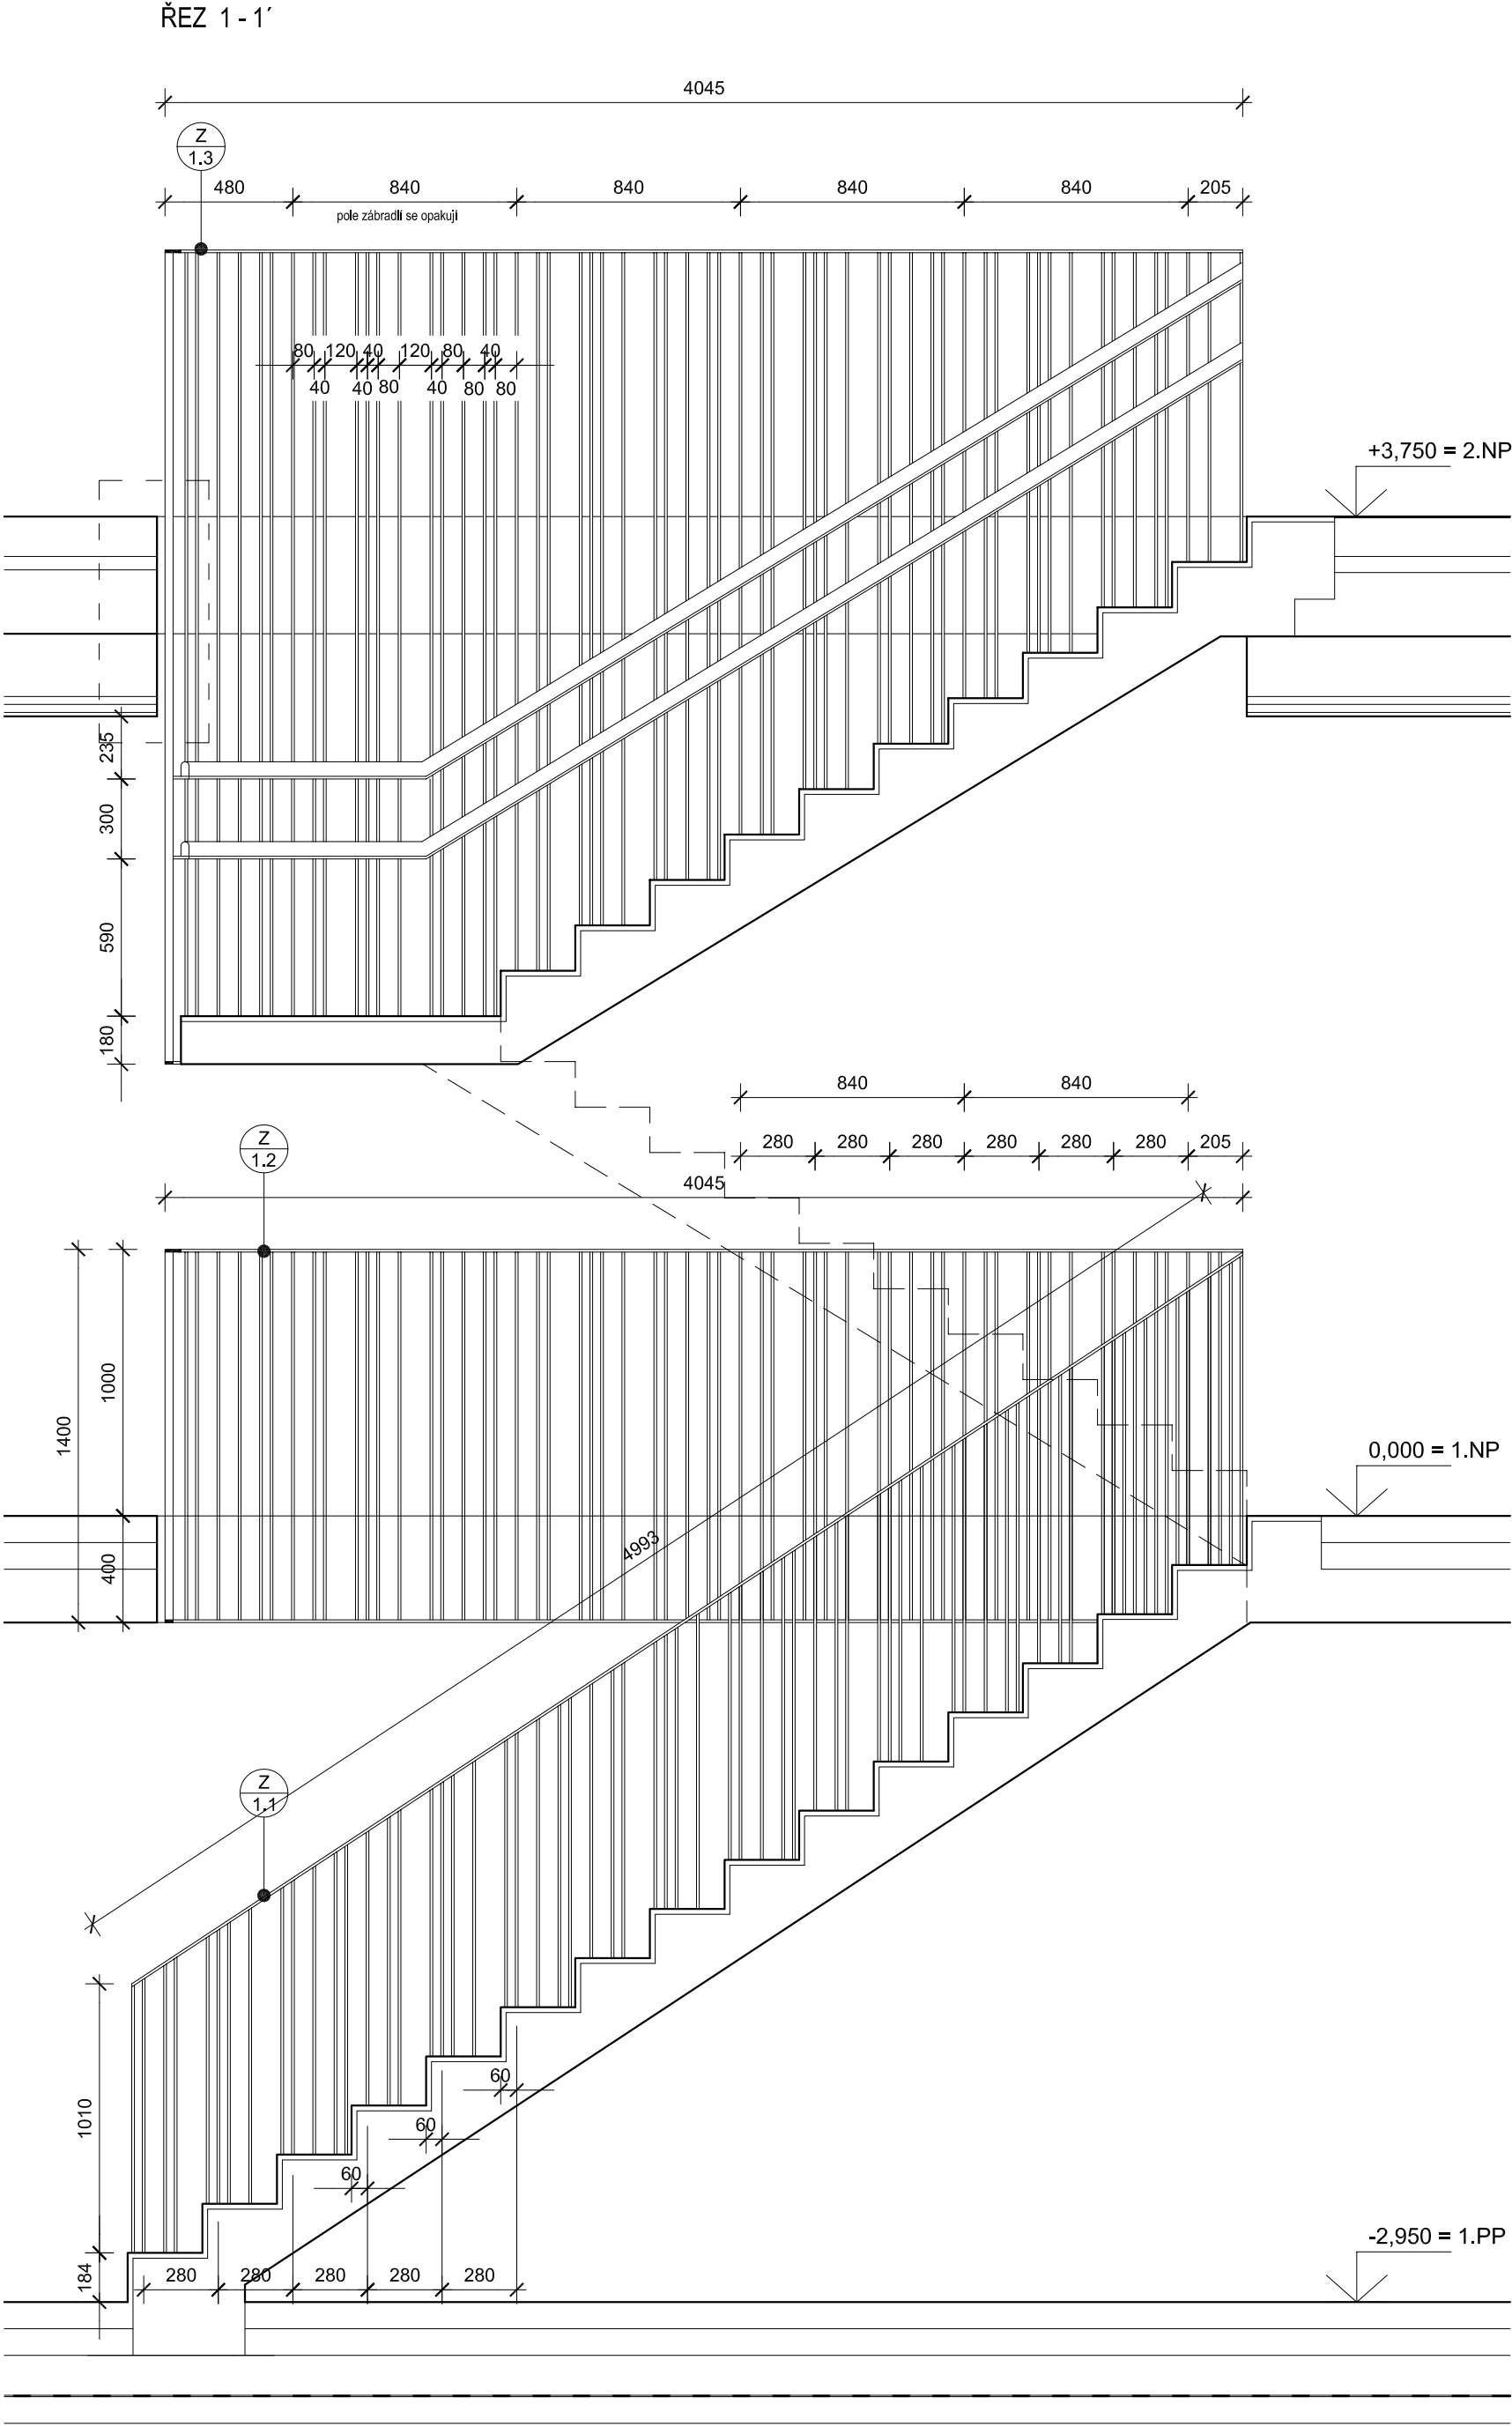 ŘEZ 1 - 1´
4045
Z
1.3
480 840 840 840 840 205
pole zábradlí se opakují
80 120 40 120 80 40
40 40 80 40 80 80
+3,750 = 2.NP
235
300
590
180
840 840
Z
1.2
280 280 280 280 280 280 205
4045
1000
1400
0,000 = 1.NP
400
4993
Z
1.1
60
1010
60
60
-2,950 = 1.PP
184
280 280 280 280 280